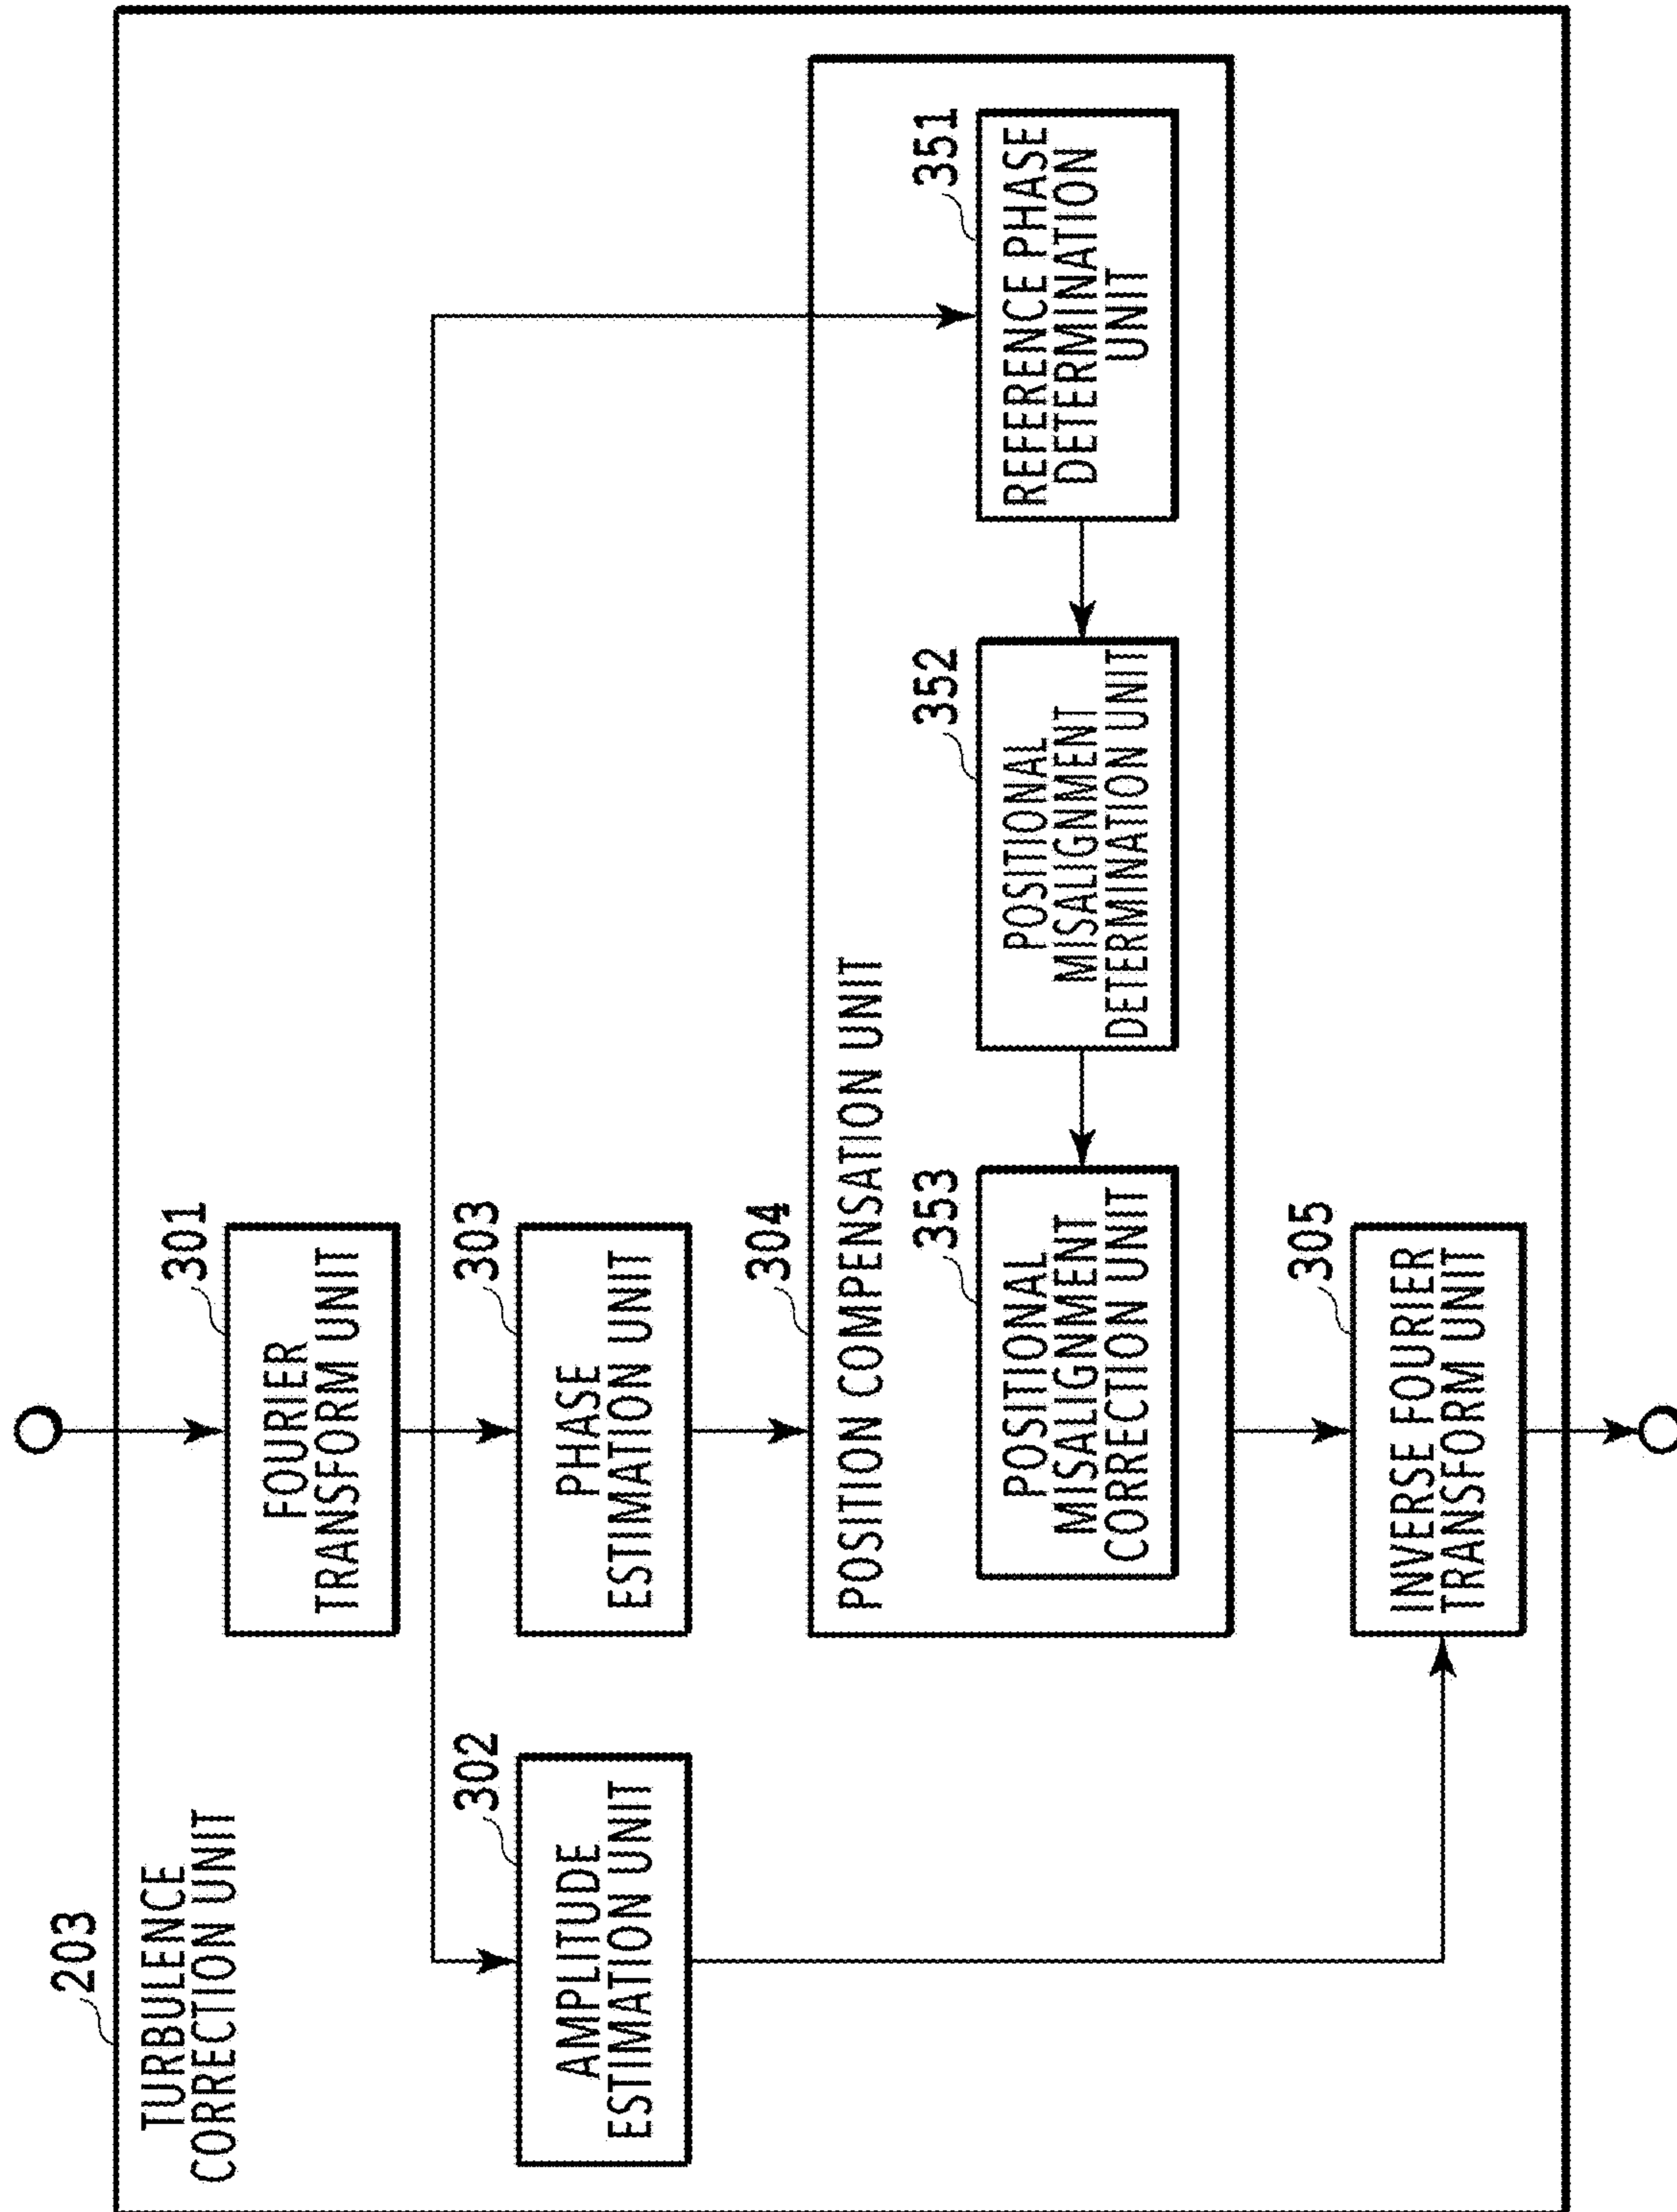 203
TURBULENCE
CORRECTION UNIT
301
FOURIER
TRANSFORM UNIT
302
AMPLITUDE
ESTIMATION UNIT
303
PHASE
ESTIMATION UNIT
304
POSITION COMPENSATION UNIT
353
POSITIONAL
MISALIGNMENT
CORRECTION UNIT
352
POSITIONAL
MISALIGNMENT
DETERMINATION UNIT
351
REFERENCE PHASE
DETERMINATION
UNIT
305
INVERSE FOURIER
TRANSFORM UNIT